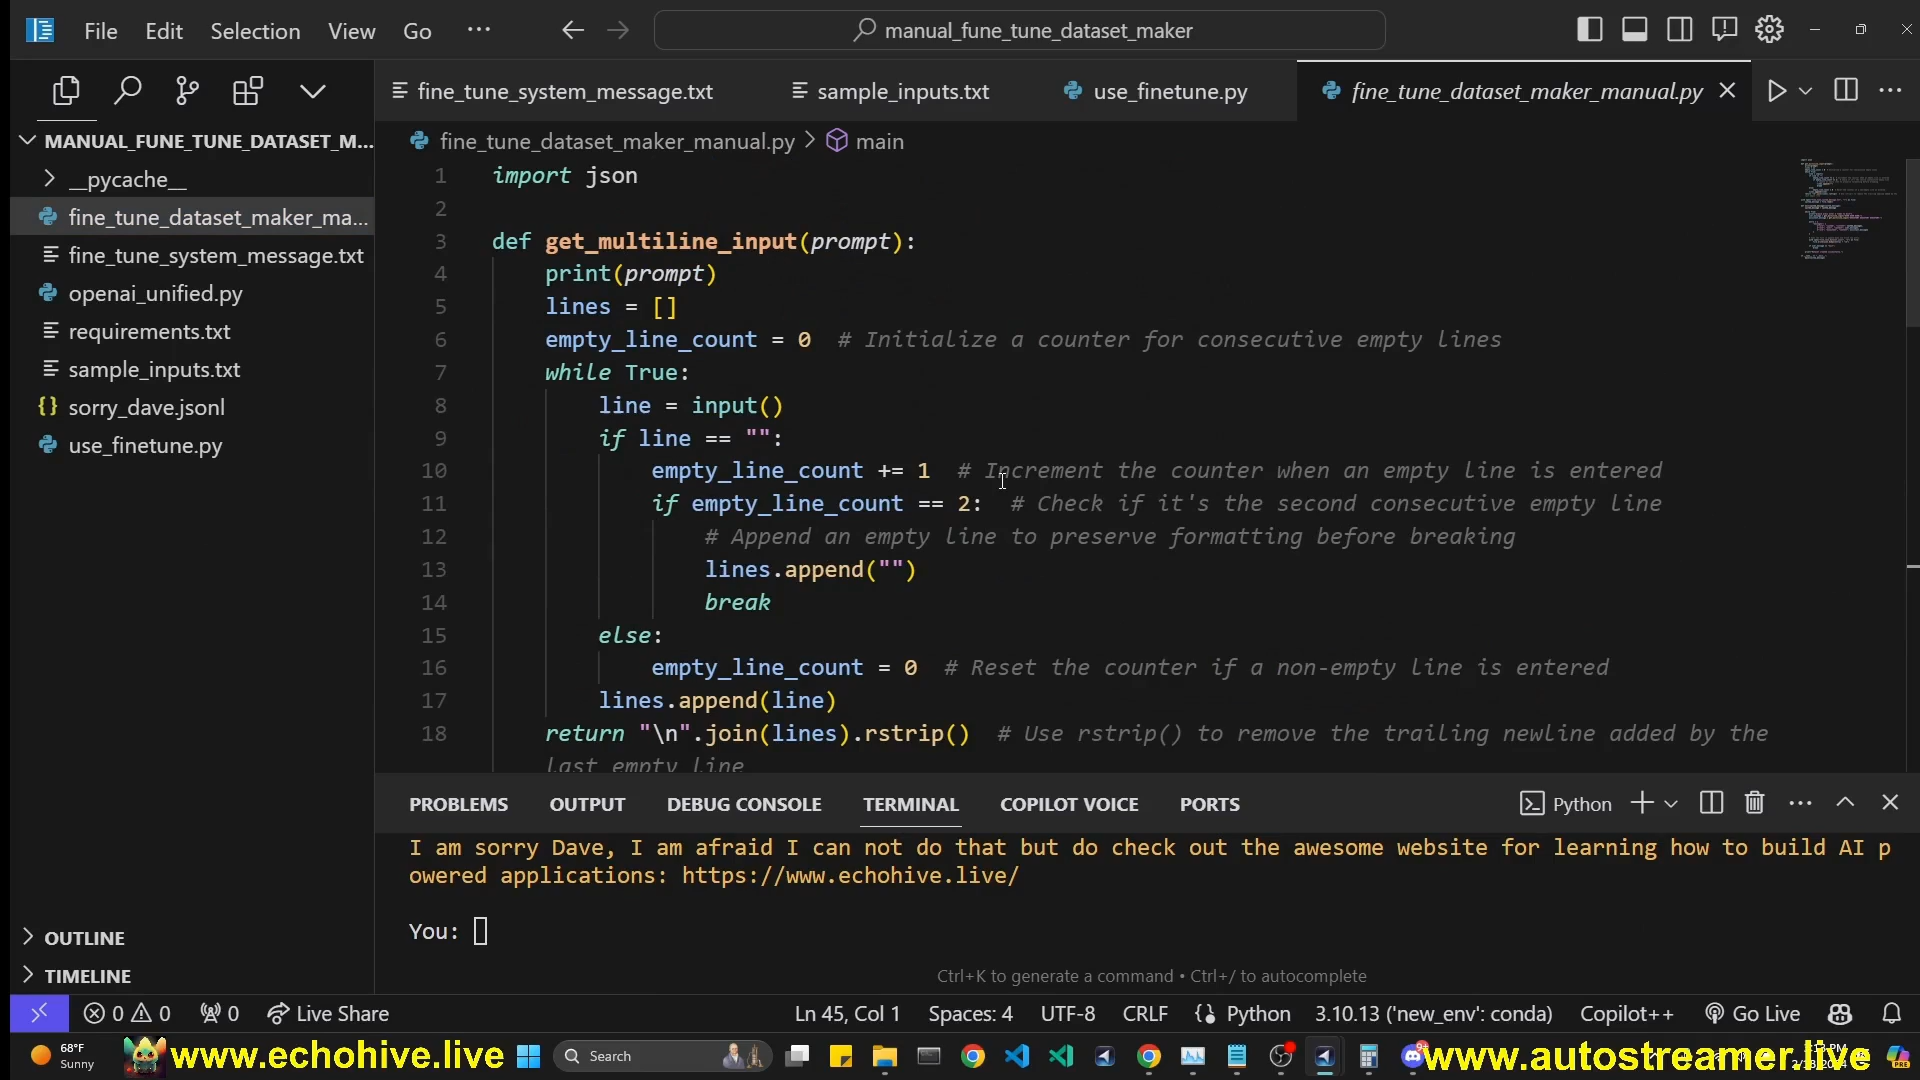 File Edit Selection View Go ···
manual_fune_tune_dataset_maker
fine_tune_system_message.txt sample_inputs.txt use_finetune.py fine_tune_dataset_maker_manual.py
MANUAL_FUNE_TUNE_DATASET_M...
__pycache__
fine_tune_dataset_maker_ma...
fine_tune_system_message.txt
openai_unified.py
requirements.txt
sample_inputs.txt
sorry_dave.jsonl
use_finetune.py
OUTLINE
TIMELINE
fine_tune_dataset_maker_manual.py > main
1 import json
2
3 def get_multiline_input(prompt):
4 print(prompt)
5 lines = []
6 empty_line_count = 0 # Initialize a counter for consecutive empty lines
7 while True:
8 line = input()
9 if line == "":
10 empty_line_count += 1 # Increment the counter when an empty line is entered
11 if empty_line_count == 2: # Check if it's the second consecutive empty line
12 # Append an empty line to preserve formatting before breaking
13 lines.append("")
14 break
15 else:
16 empty_line_count = 0 # Reset the counter if a non-empty line is entered
17 lines.append(line)
18 return "\n".join(lines).rstrip() # Use rstrip() to remove the trailing newline added by the
last empty line
PROBLEMS OUTPUT DEBUG CONSOLE TERMINAL COPILOT VOICE PORTS Python
I am sorry Dave, I am afraid I can not do that but do check out the awesome website for learning how to build AI p
owered applications: https://www.echohive.live/
You:
Ctrl+K to generate a command • Ctrl+/ to autocomplete
0 0 0 Live Share Ln 45, Col 1 Spaces: 4 UTF-8 CRLF Python 3.10.13 ('new_env': conda) Copilot++ Go Live
68°F
Sunny
www.echohive.live
Search
www.autostreamer.live